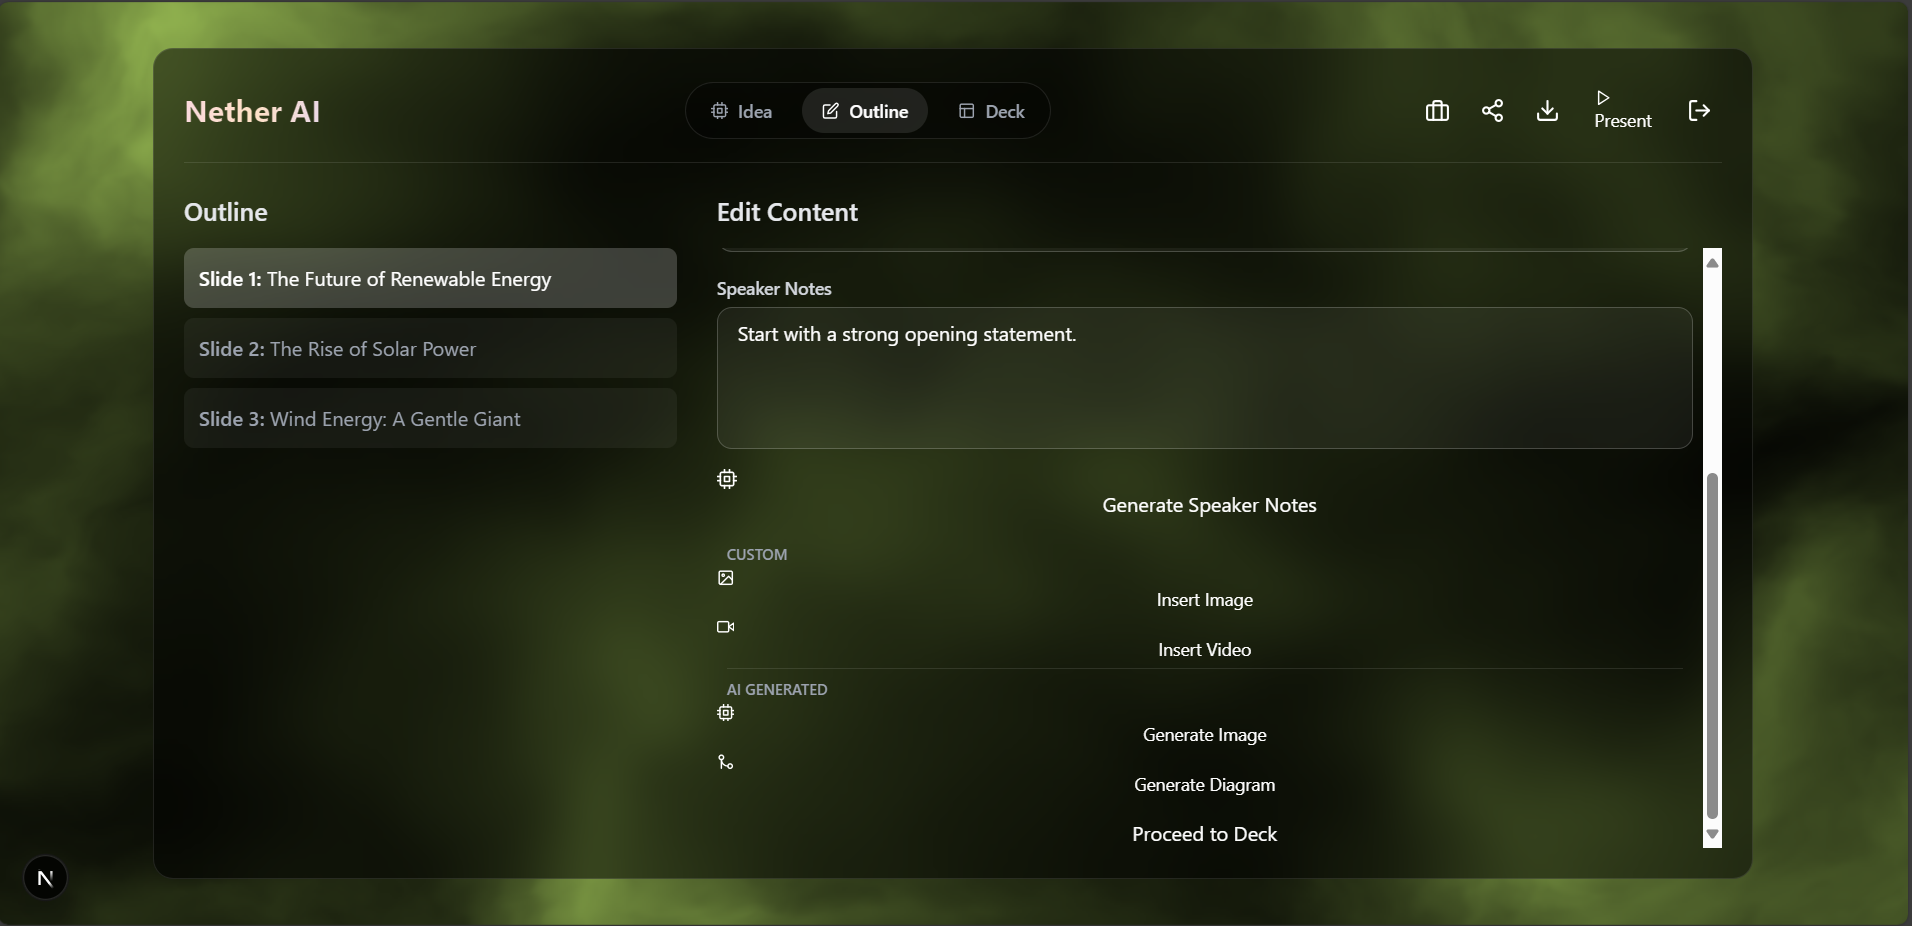 Nether AI
Idea
Outline
Deck
Present
Outline
Slide 1: The Future of Renewable Energy
Slide 2: The Rise of Solar Power
Slide 3: Wind Energy: A Gentle Giant
Edit Content
Speaker Notes
Start with a strong opening statement.
Generate Speaker Notes
CUSTOM
Insert Image
Insert Video
AI GENERATED
Generate Image
Generate Diagram
Proceed to Deck
N